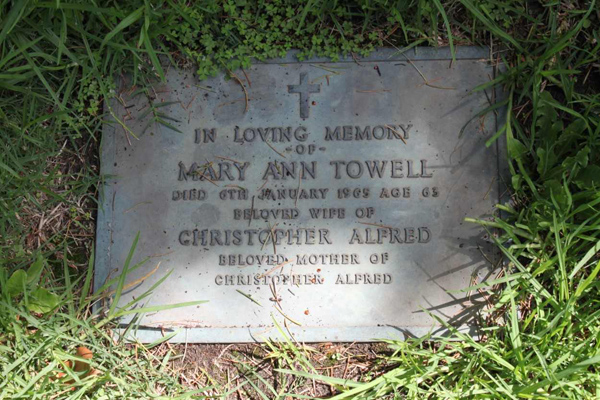 IN LOVING MEMORY
-OF-
MARY ANN TOWELL
DIED 6TH JANUARY 1965 AGE 63
BELOVED WIFE OF
CHRISTOPHER ALFRED
BELOVED MOTHER OF
CHRISTOPHER ALFRED